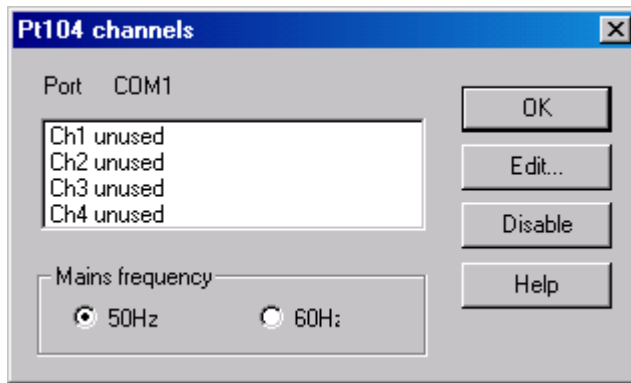 Pt104 channels
Port COM1
Ch1 unused
Ch2 unused
Ch3 unused
Ch4 unused
OK
Edit...
Disable
Help
Mains frequency
50Hz
60Hz